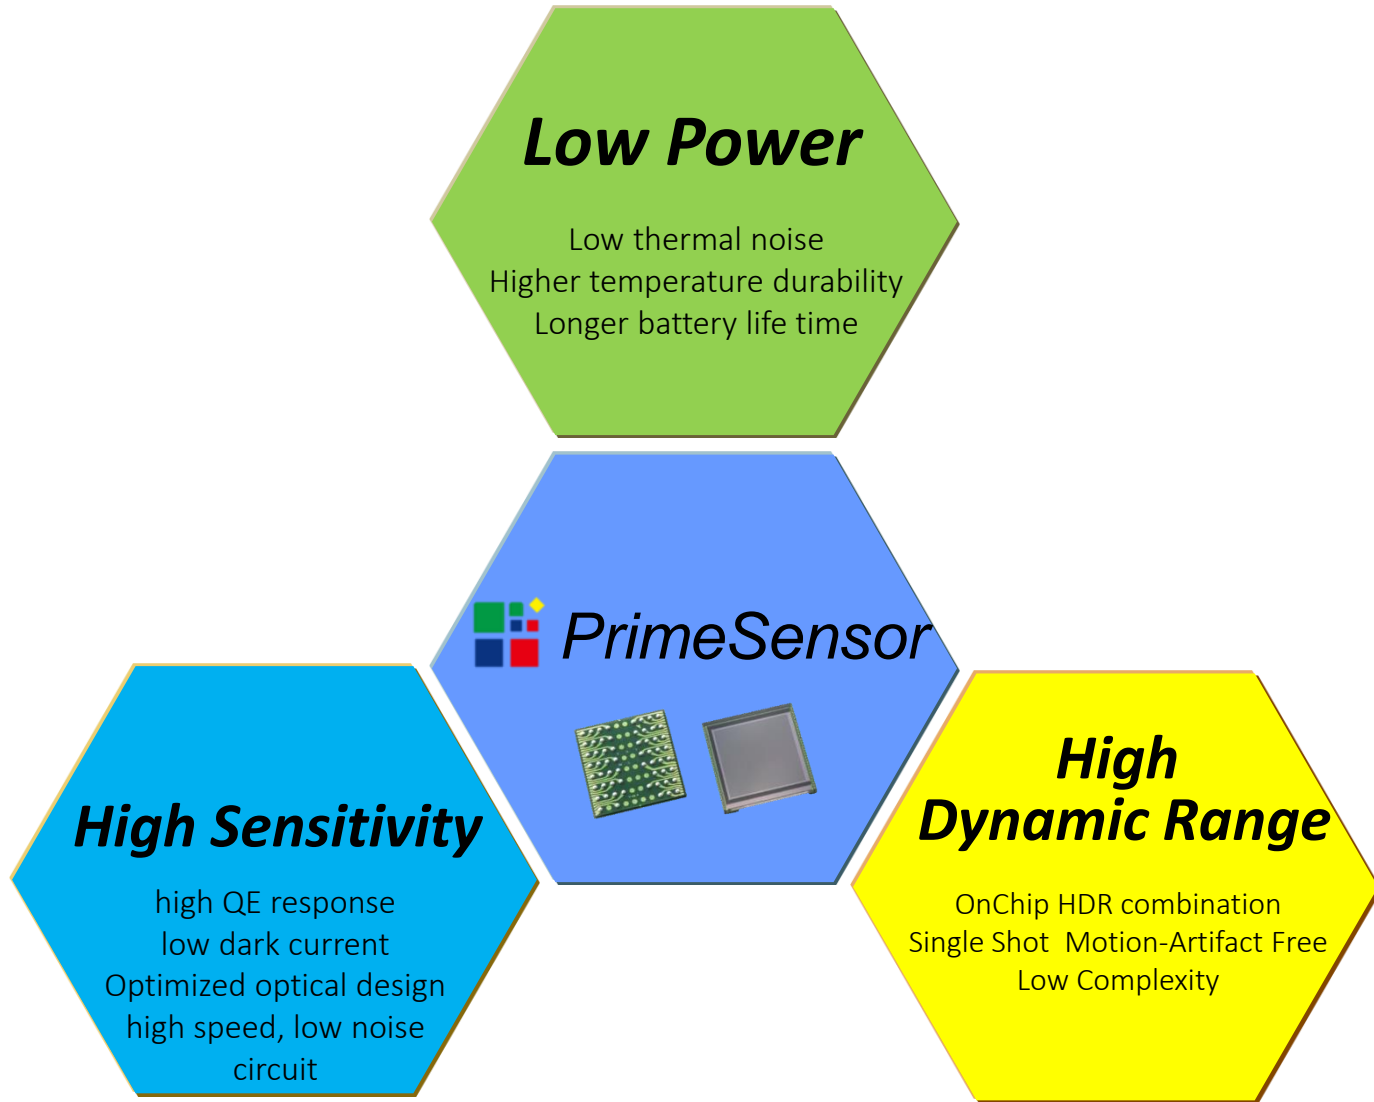 Low Power
Low thermal noise
Higher temperature durability
Longer battery life time
PrimeSensor
High Sensitivity
high QE response
low dark current
Optimized optical design
high speed, low noise
circuit
High
Dynamic Range
OnChip HDR combination
Single Shot  Motion-Artifact Free
Low Complexity